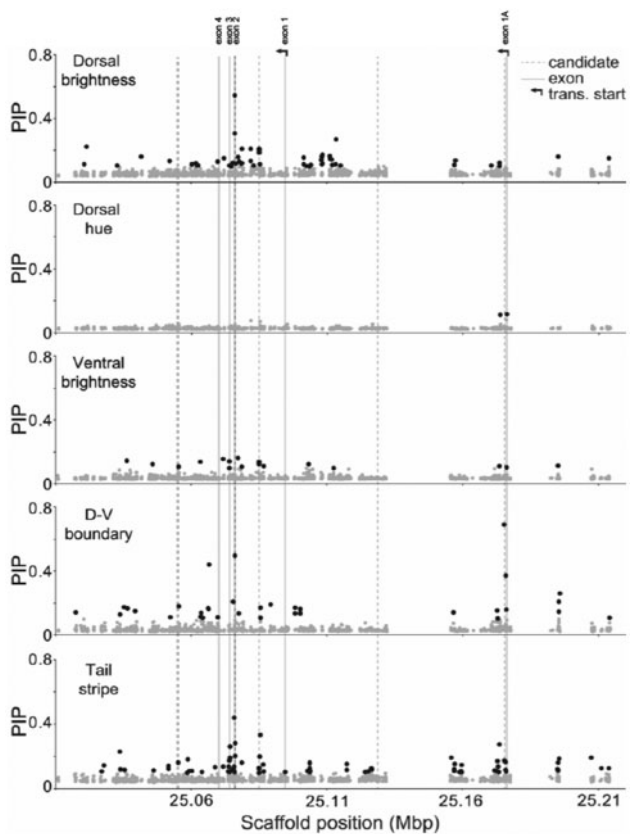 exon 4
exon 3
exon 2
exon 1
exon 1A
candidate
exon
trans. start
PIP
0.8
0.4
0
Dorsal
brightness
PIP
0.8
0.4
0
Dorsal
hue
PIP
0.8
0.4
0
Ventral
brightness
PIP
0.8
0.4
0
D-V
boundary
PIP
0.8
0.4
0
Tail
stripe
25.06 25.11 25.16 25.21
Scaffold position (Mbp)